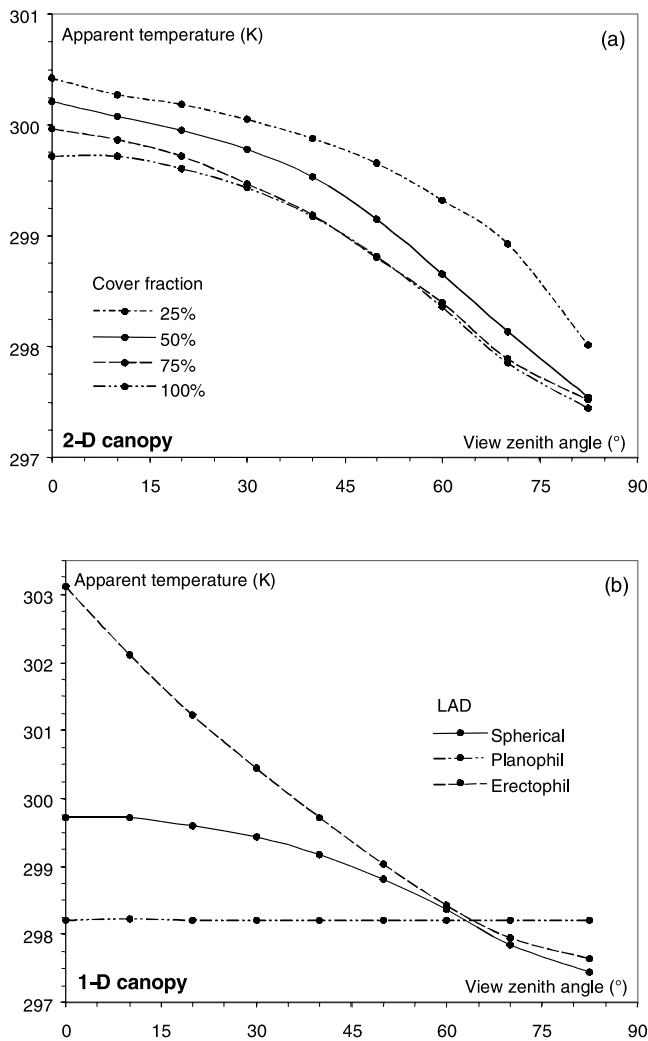 301
Apparent temperature (K)
(a)
300
299
Cover fraction
25%
50%
298
75%
100%
2-D canopy
View zenith angle (°)
297
0 15 30 45 60 75 90
Apparent temperature (K)
(b)
303
302
LAD
301
Spherical
Planophil
Erectophil
300
299
298
1-D canopy
View zenith angle (°)
297
0 15 30 45 60 75 90